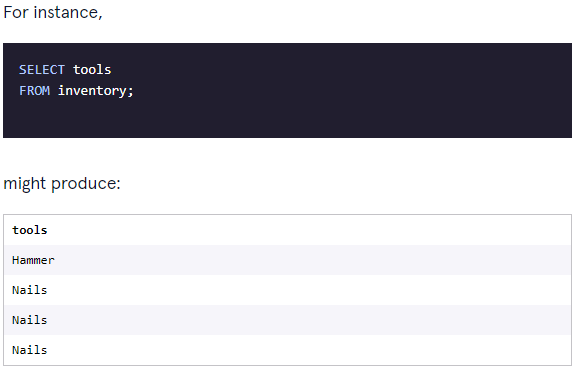 For instance,
SELECT tools
FROM inventory;
might produce:
tools
Hammer
Nails
Nails
Nails